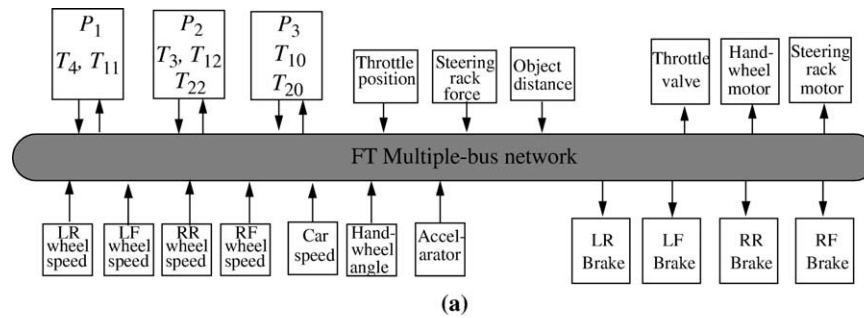 P1
T4, T11
P2
T3, T12
T22
P3
T10
T20
Throttle
position
Steering
rack
force
Object
distance
Throttle
valve
Hand-
wheel
motor
Steering
rack
motor
FT Multiple-bus network
LR
wheel
speed
LF
wheel
speed
RR
wheel
speed
RF
wheel
speed
Car
speed
Hand-
wheel
angle
Accel-
arator
LR
Brake
LF
Brake
RR
Brake
RF
Brake
(a)